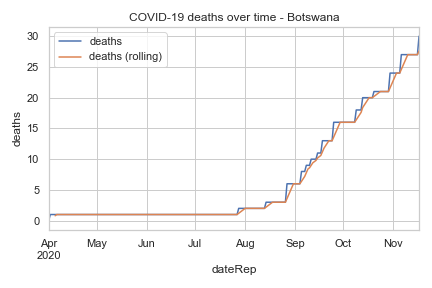 COVID-19 deaths over time - Botswana
deaths
deaths (rolling)
30
25
20
15
10
5
0
deaths
Apr
2020
May
Jun
Jul
Aug
Sep
Oct
Nov
dateRep